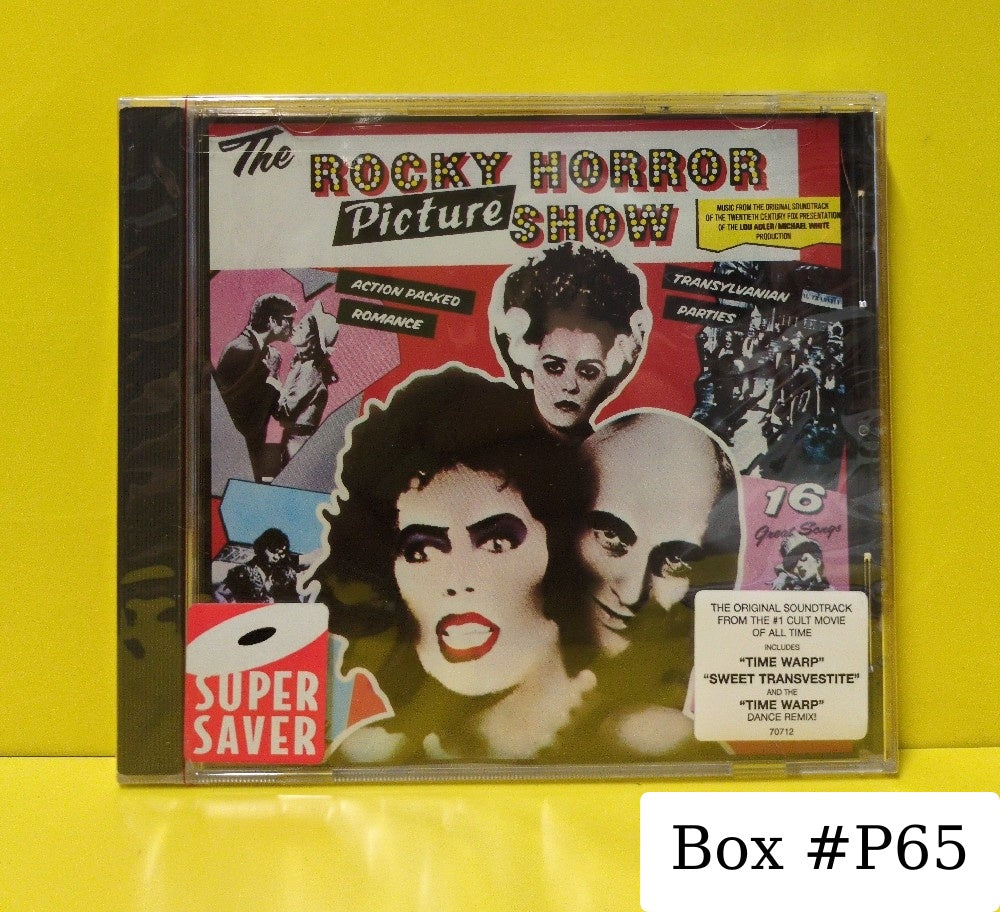 The
ROCKY HORROR
Picture SHOW
MUSIC FROM THE ORIGINAL SOUNDTRACK
OF THE TWENTIETH CENTURY FOX PRESENTATION
OF THE LOU ADLER/MICHAEL WHITE
PRODUCTION
ACTION PACKED
ROMANCE
TRANSYLVANIAN
PARTIES
16
Great Songs
SUPER
SAVER
THE ORIGINAL SOUNDTRACK
FROM THE #1 CULT MOVIE
OF ALL TIME
INCLUDES
"TIME WARP"
"SWEET TRANSVESTITE"
AND THE
"TIME WARP"
DANCE REMIX!
70712
Box #P65